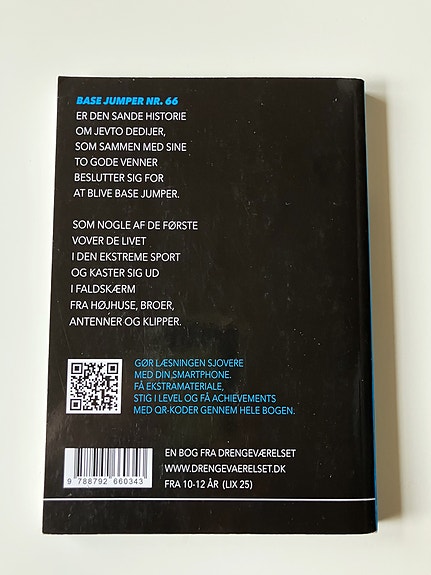 BASE JUMPER NR. 66
ER DEN SANDE HISTORIE
OM JEVTO DEDIJER,
SOM SAMMEN MED SINE
TO GODE VENNER
BESLUTTER SIG FOR
AT BLIVE BASE JUMPER.
SOM NOGLE AF DE FØRSTE
VOVER DE LIVET
I DEN EKSTREME SPORT
OG KASTER SIG UD
I FALDSKÆRM
FRA HØJHUSE, BROER,
ANTENNER OG KLIPPER.
GØR LÆSNINGEN SJOVERE
MED DIN SMARTPHONE.
FÅ EKSTRAMATERIALE,
STIG I LEVEL OG FÅ ACHIEVEMENTS
MED QR-KODER GENNEM HELE BOGEN.
EN BOG FRA DRENGEVÆRELSET
WWW.DRENGEVAERELSET.DK
FRA 10-12 ÅR (LIX 25)
9 788792 660343